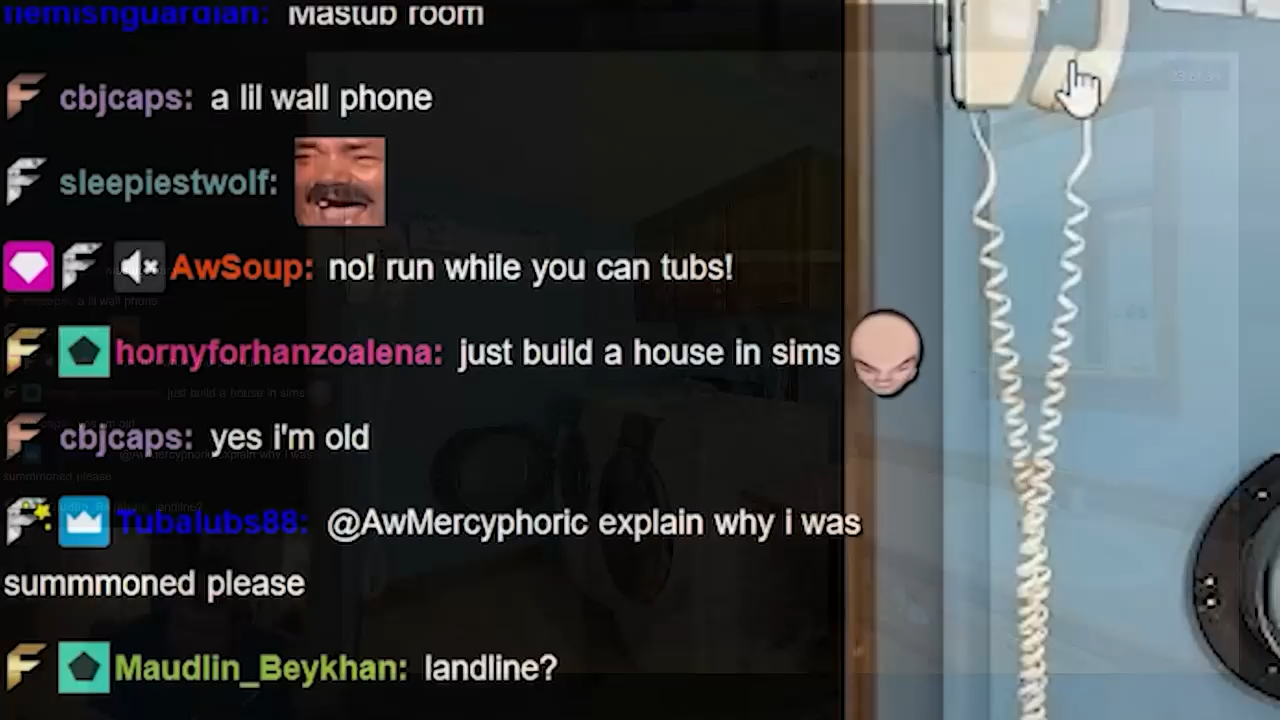 nemisnguardian: Mastub room
cbjcaps: a lil wall phone
sleepiestwolf:
AwSoup: no! run while you can tubs!
hornyforhanzoalena: just build a house in sims
cbjcaps: yes i'm old
Tubalubs88: @AwMercyphoric explain why i was
summmoned please
Maudlin_Beykhan: landline?